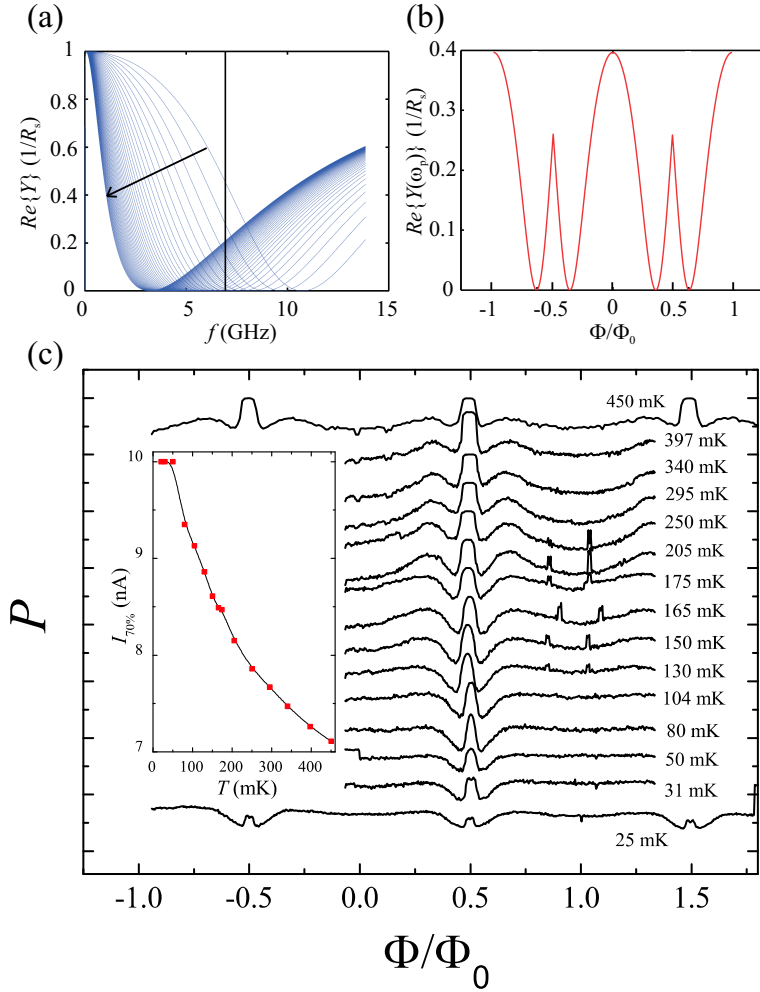 (a)
(b)
1
0.8
0.6
0.4
0.2
0
Re{Y} (1/Rs)
0 5 10 15
f (GHz)
0.4
0.3
0.2
0.1
0
Re{Y(ωp)} (1/Rs)
-1 -0.5 0 0.5 1
Φ/Φ0
(c)
P
450 mK
397 mK
340 mK
295 mK
250 mK
205 mK
175 mK
165 mK
150 mK
130 mK
104 mK
80 mK
50 mK
31 mK
25 mK
10
9
8
7
I70% (nA)
0 100 200 300 400
T (mK)
-1.0 -0.5 0.0 0.5 1.0 1.5
Φ/Φ0